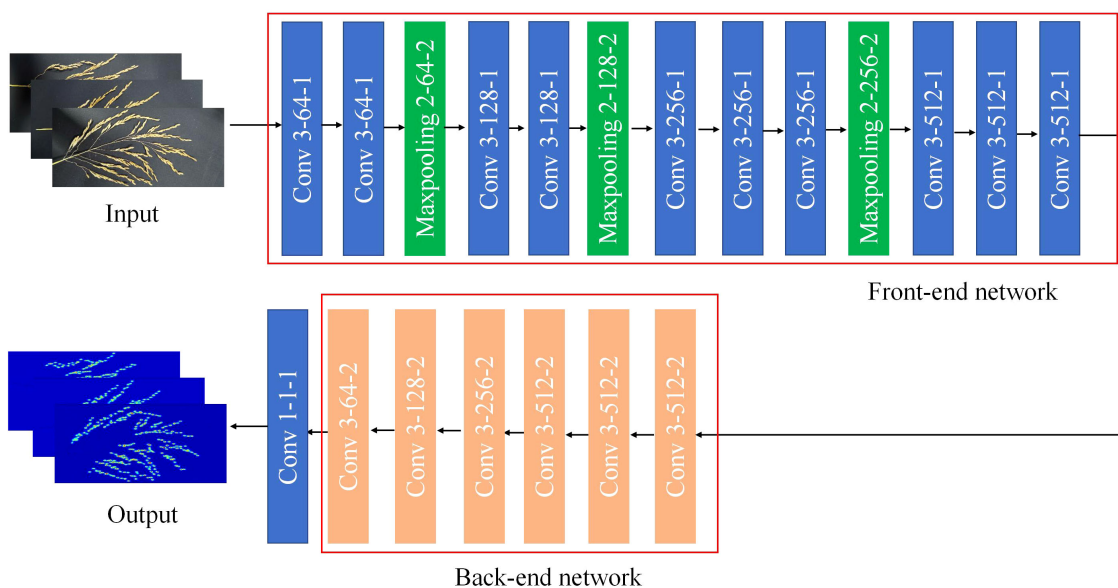 Conv 3-64-1
Conv 3-64-1
Maxpooling 2-64-2
Conv 3-128-1
Conv 3-128-1
Maxpooling 2-128-2
Conv 3-256-1
Conv 3-256-1
Conv 3-256-1
Maxpooling 2-256-2
Conv 3-512-1
Conv 3-512-1
Conv 3-512-1
Input
Front-end network
Conv 1-1-1
Conv 3-64-2
Conv 3-128-2
Conv 3-256-2
Conv 3-512-2
Conv 3-512-2
Conv 3-512-2
Output
Back-end network